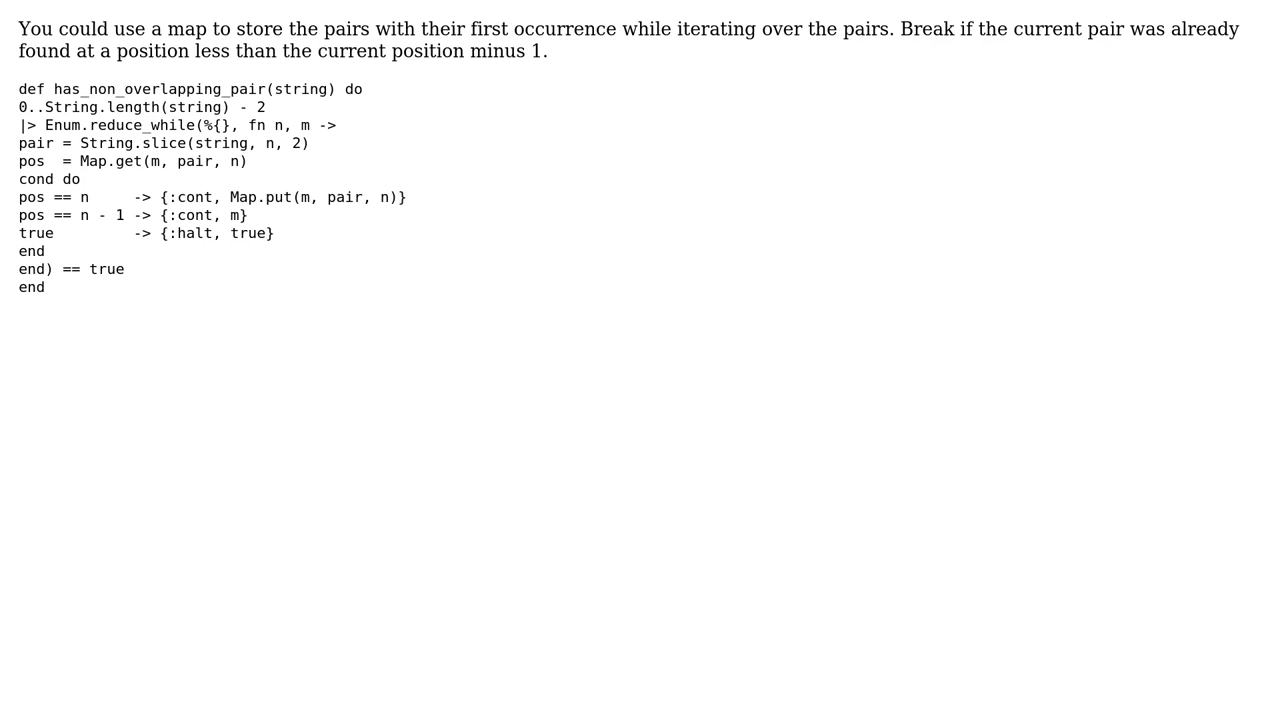 You could use a map to store the pairs with their first occurrence while iterating over the pairs. Break if the current pair was already
found at a position less than the current position minus 1.
def has_non_overlapping_pair(string) do
0..String.length(string) - 2
|> Enum.reduce_while(%{}, fn n, m ->
pair = String.slice(string, n, 2)
pos  = Map.get(m, pair, n)
cond do
pos == n     -> {:cont, Map.put(m, pair, n)}
pos == n - 1 -> {:cont, m}
true         -> {:halt, true}
end
end) == true
end